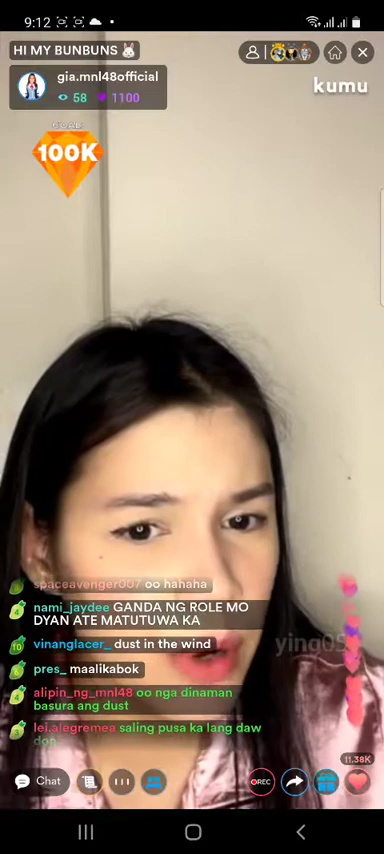 9:12
HI MY BUNBUNS 🐰
gia.mnl48official
58 1100
kumu
GOAL
100K
spaceavenger007 oo hahaha
nami_jaydee GANDA NG ROLE MO
DYAN ATE MATUTUWA KA
vinanglacer_ dust in the wind
pres_ maalikabok
alipin_ng_mnl48 oo nga dinaman
basura ang dust
lei.alegremea saling pusa ka lang daw
don
ying05
11.38K
Chat
REC